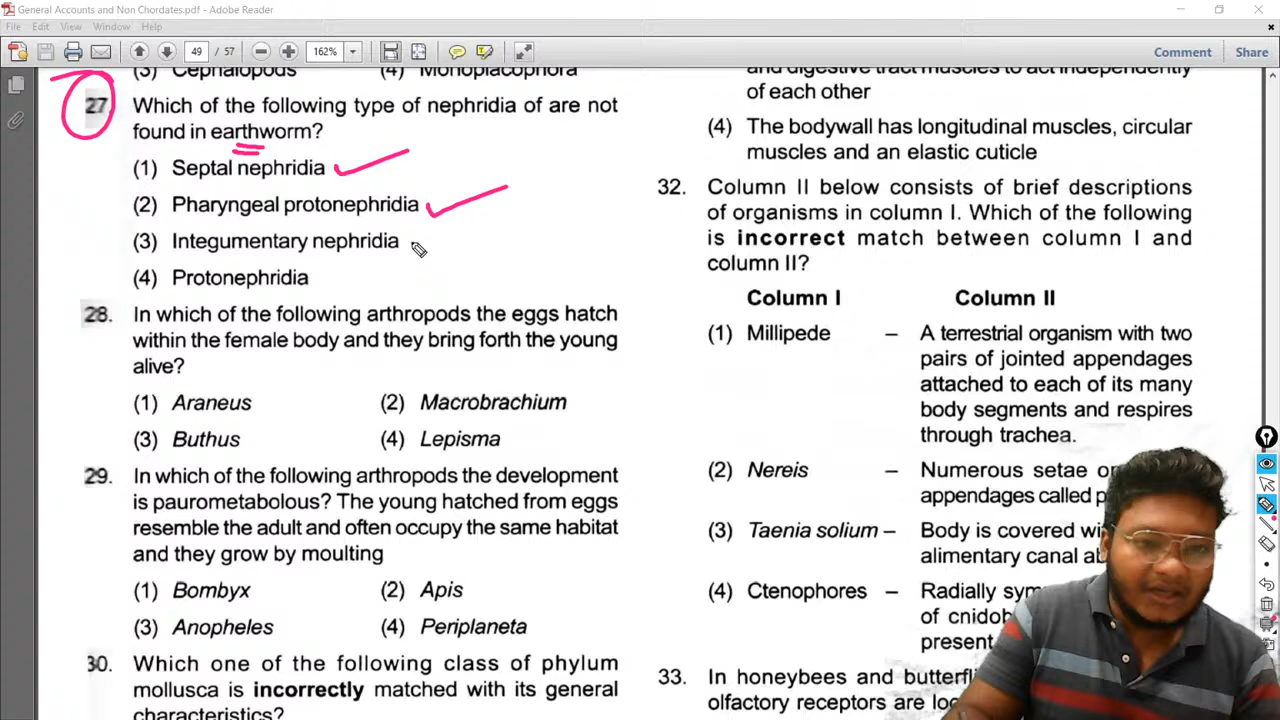 General Accounts and Non Chordates.pdf - Adobe Reader
File Edit View Window Help
49 / 57
162%
Comment
Share
(3) Cephalopods (4) Monoplacophora
27. Which of the following type of nephridia of are not
found in earthworm?
(1) Septal nephridia
(2) Pharyngeal protonephridia
(3) Integumentary nephridia
(4) Protonephridia
28. In which of the following arthropods the eggs hatch
within the female body and they bring forth the young
alive?
(1) Araneus (2) Macrobrachium
(3) Buthus (4) Lepisma
29. In which of the following arthropods the development
is paurometabolous? The young hatched from eggs
resemble the adult and often occupy the same habitat
and they grow by moulting
(1) Bombyx (2) Apis
(3) Anopheles (4) Periplaneta
30. Which one of the following class of phylum
mollusca is incorrectly matched with its general
characteristics?
and digestive tract muscles to act independently
of each other
(4) The bodywall has longitudinal muscles, circular
muscles and an elastic cuticle
32. Column II below consists of brief descriptions
of organisms in column I. Which of the following
is incorrect match between column I and
column II?
Column I Column II
(1) Millipede – A terrestrial organism with two
pairs of jointed appendages
attached to each of its many
body segments and respires
through trachea.
(2) Nereis – Numerous setae
appendages called
(3) Taenia solium – Body is covered
alimentary canal
(4) Ctenophores – Radially
of
present
33. In honeybees and
olfactory receptors are